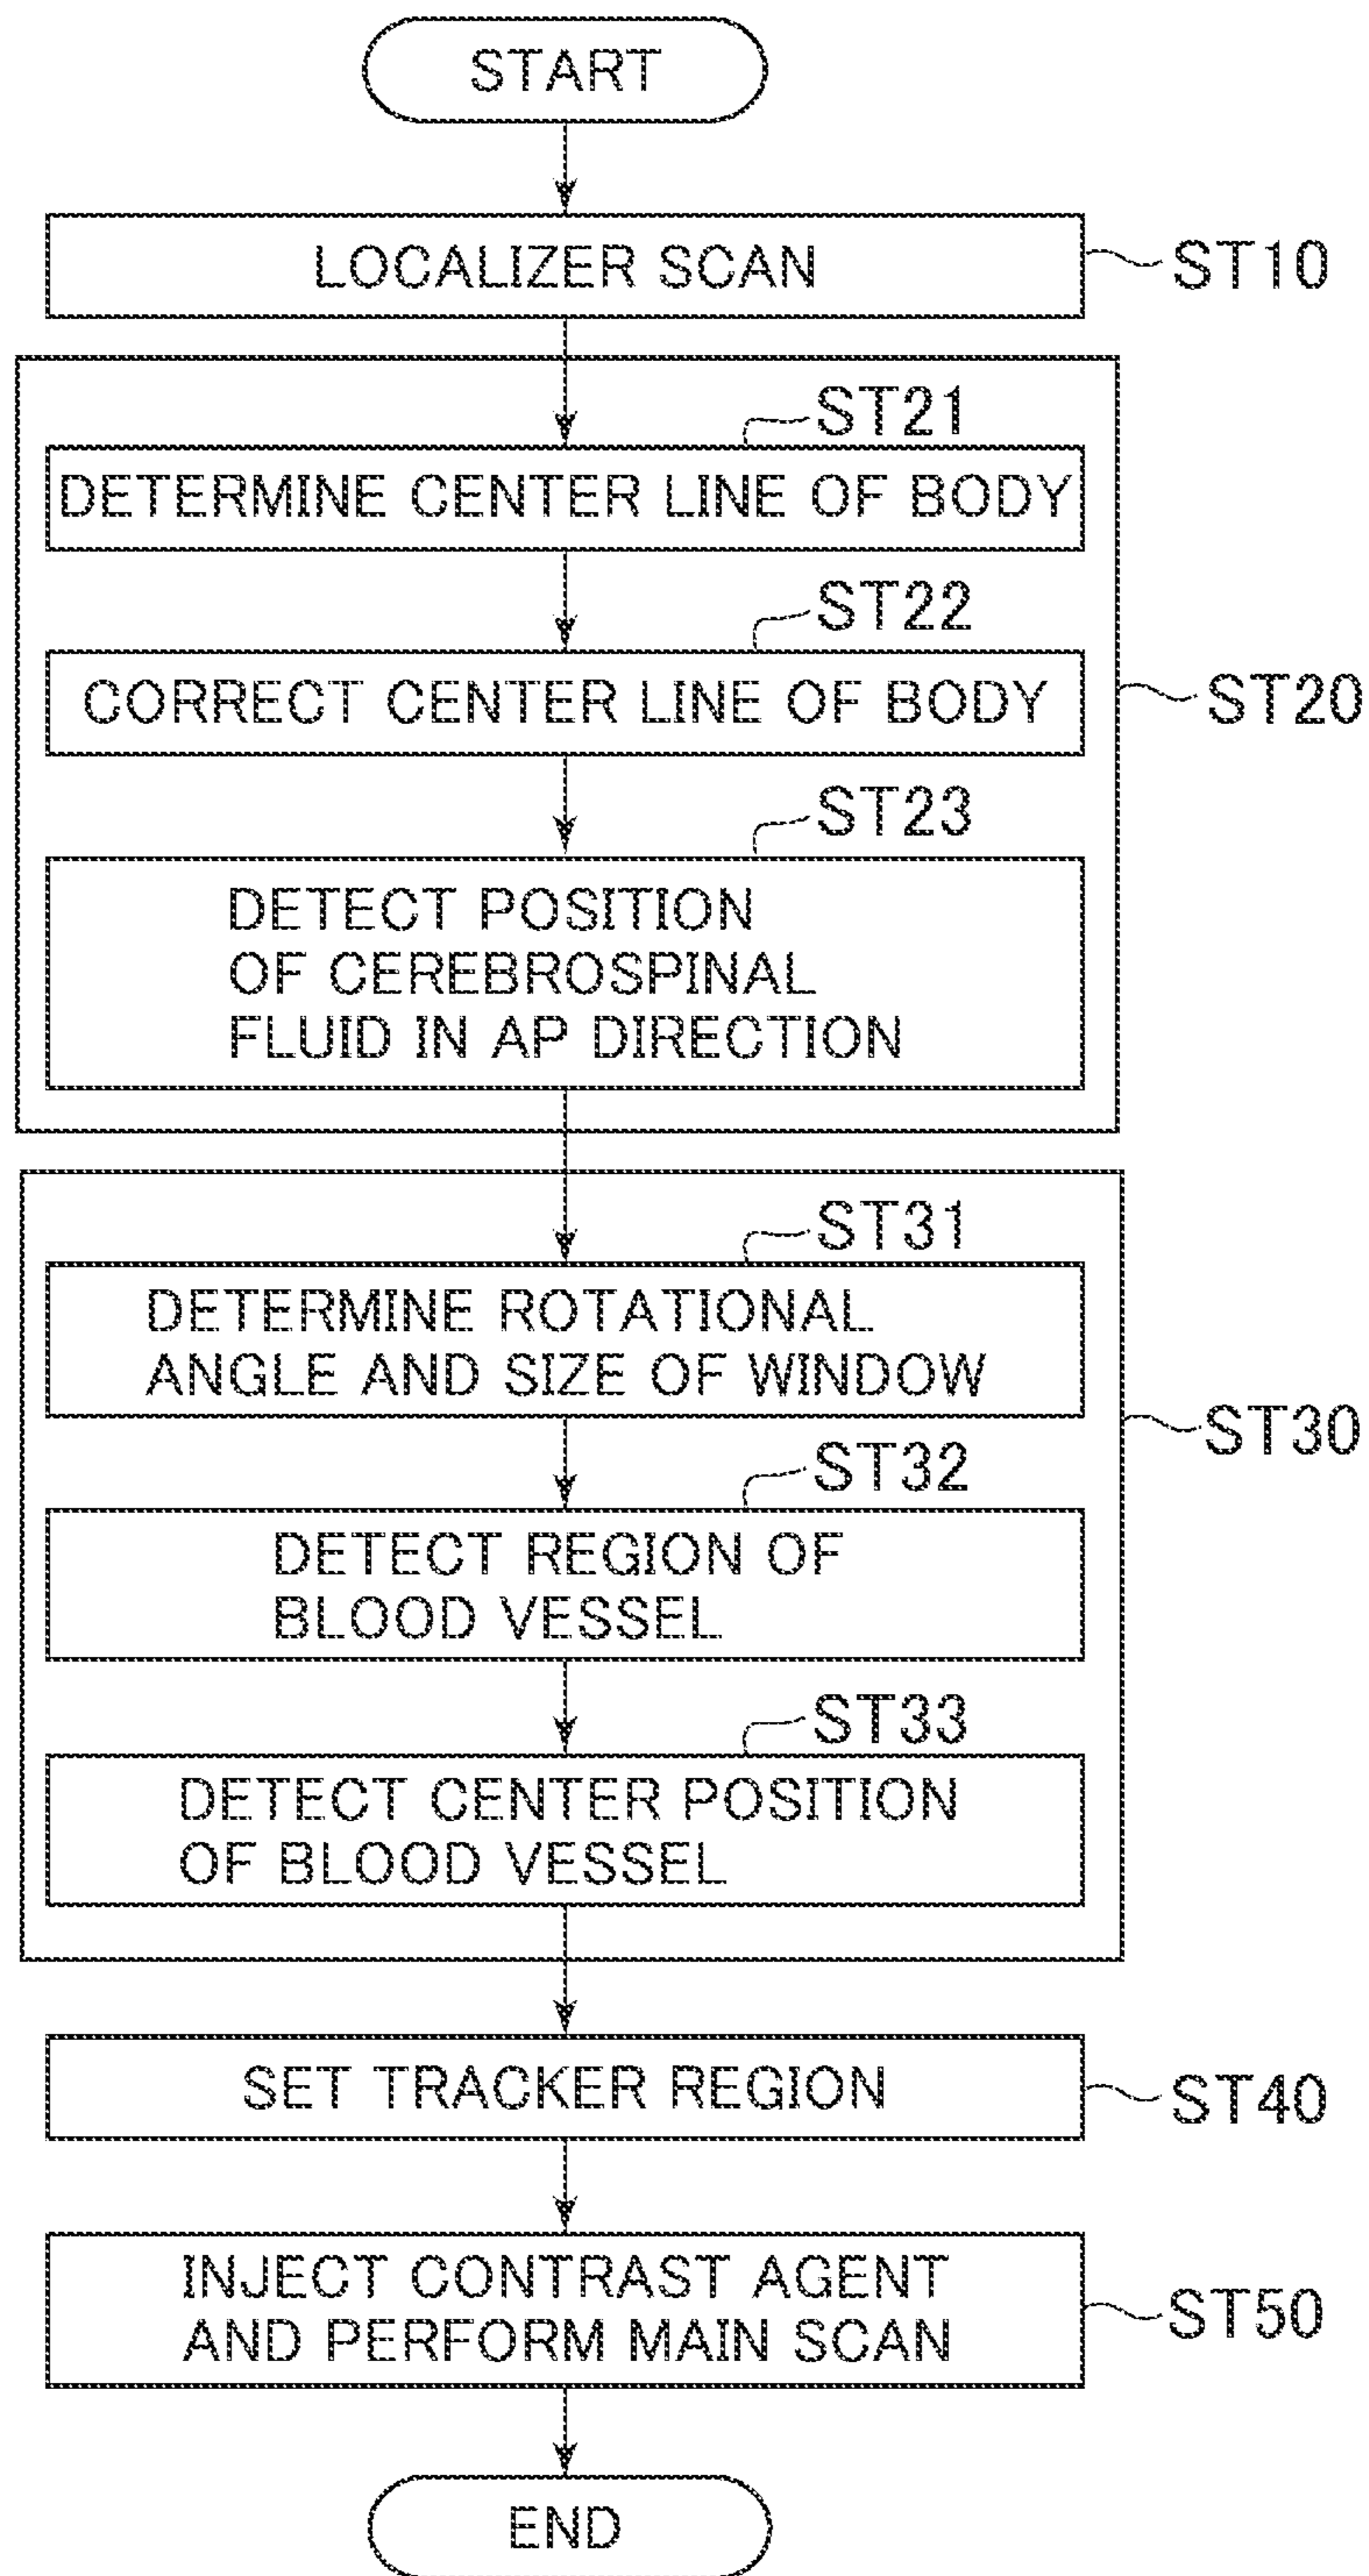 START
LOCALIZER SCAN
ST10
ST21
DETERMINE CENTER LINE OF BODY
ST22
CORRECT CENTER LINE OF BODY
ST20
ST23
DETECT POSITION
OF CEREBROSPINAL
FLUID IN AP DIRECTION
ST31
DETERMINE ROTATIONAL
ANGLE AND SIZE OF WINDOW
ST30
ST32
DETECT REGION OF
BLOOD VESSEL
ST33
DETECT CENTER POSITION
OF BLOOD VESSEL
SET TRACKER REGION
ST40
INJECT CONTRAST AGENT
AND PERFORM MAIN SCAN
ST50
END